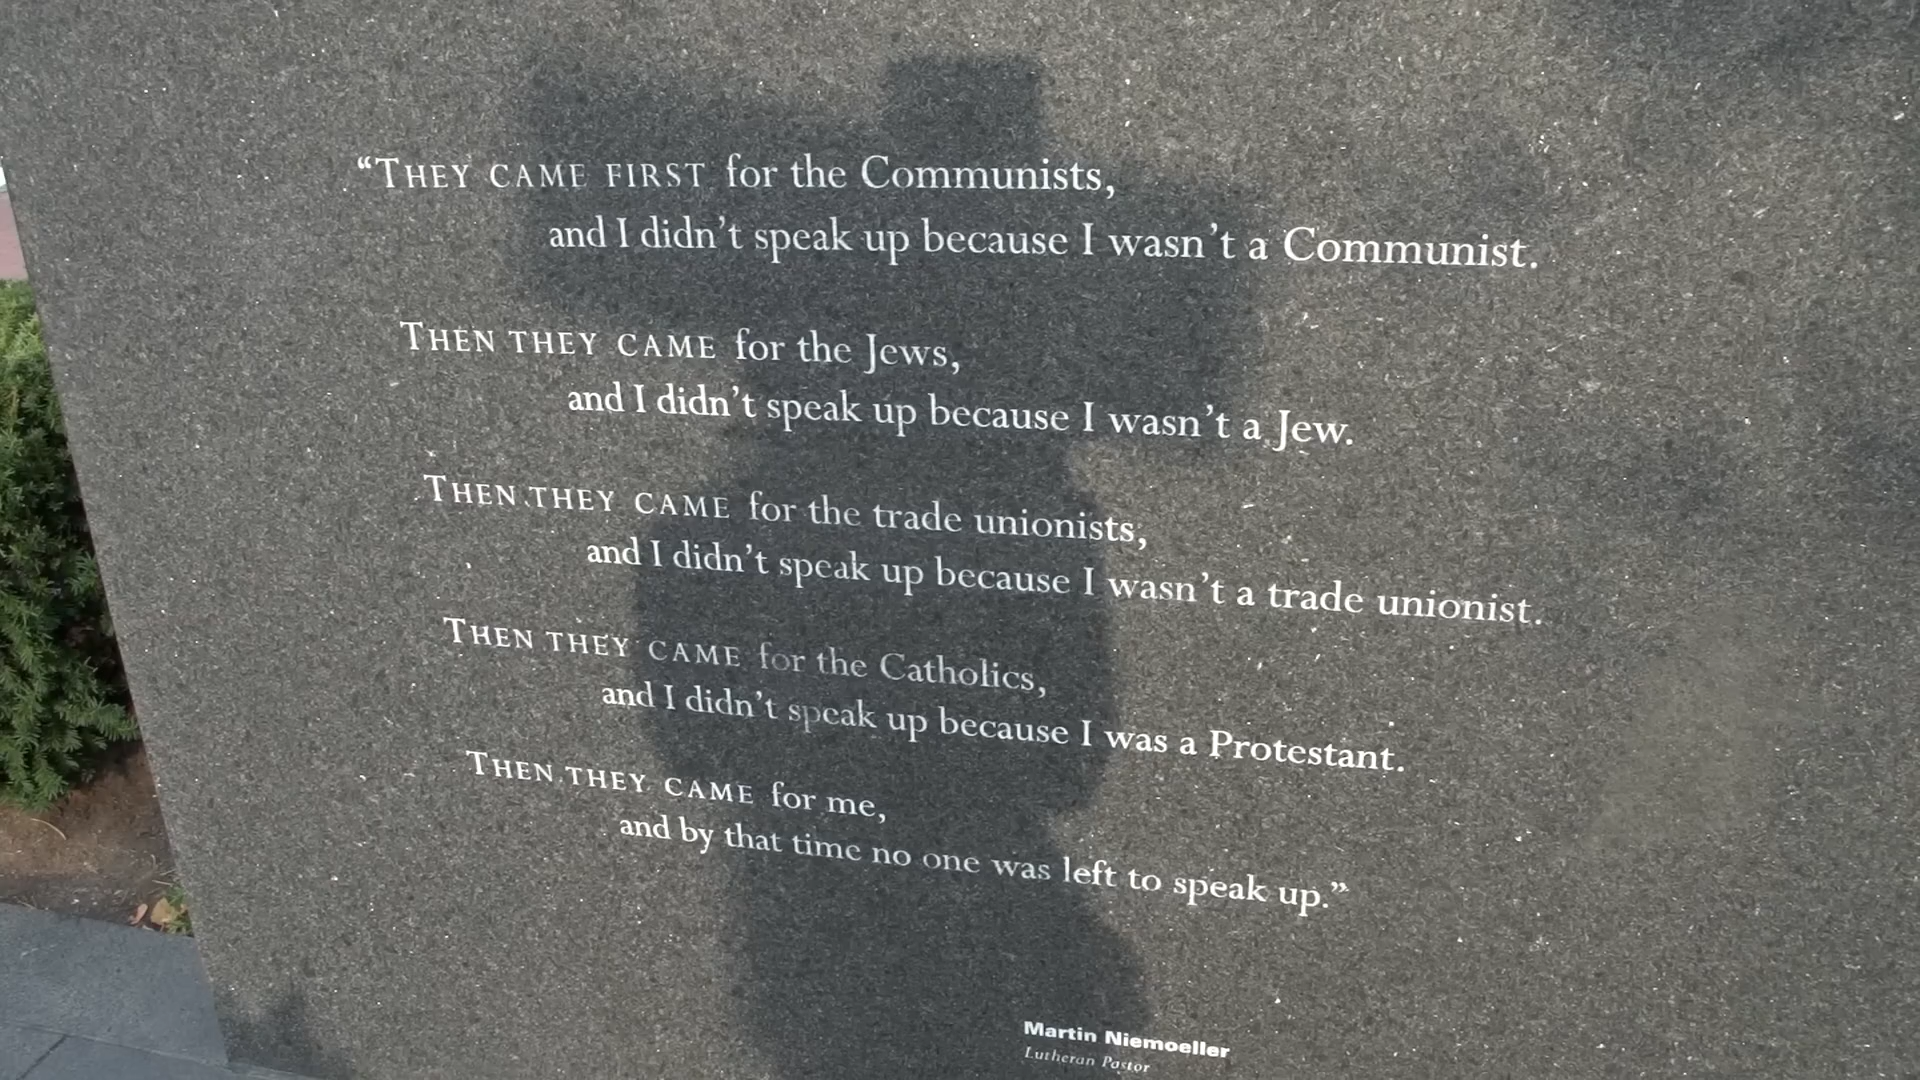 “THEY CAME FIRST for the Communists,
and I didn’t speak up because I wasn’t a Communist.
THEN THEY CAME for the Jews,
and I didn’t speak up because I wasn’t a Jew.
THEN THEY CAME for the trade unionists,
and I didn’t speak up because I wasn’t a trade unionist.
THEN THEY CAME for the Catholics,
and I didn’t speak up because I was a Protestant.
THEN THEY CAME for me,
and by that time no one was left to speak up.”
Martin Niemoeller
Lutheran Pastor